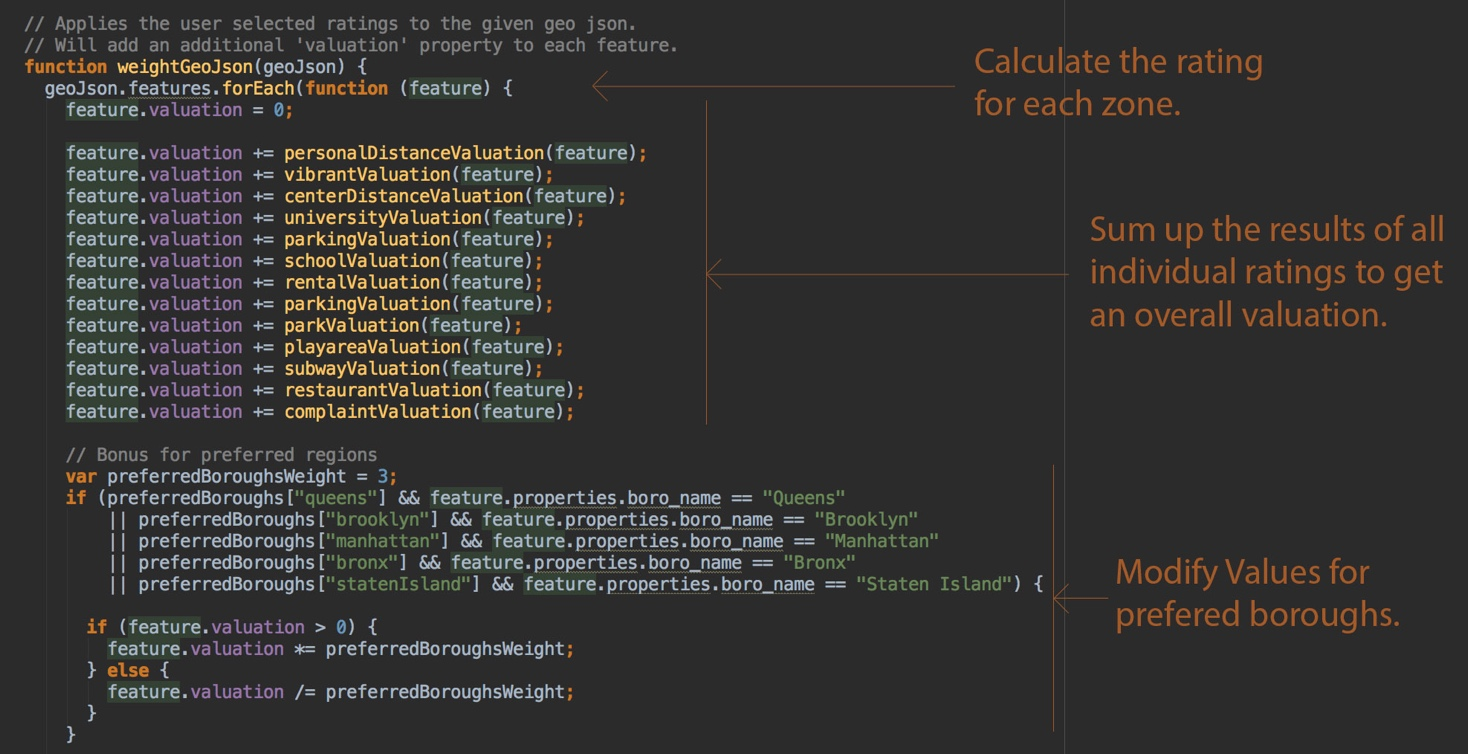 // Applies the user selected ratings to the given geo json.
// Will add an additional 'valuation' property to each feature.
function weightGeoJson(geoJson) {
  geoJson.features.forEach(function (feature) {
    feature.valuation = 0;
Calculate the rating
for each zone.
    feature.valuation += personalDistanceValuation(feature);
    feature.valuation += vibrantValuation(feature);
    feature.valuation += centerDistanceValuation(feature);
    feature.valuation += universityValuation(feature);
    feature.valuation += parkingValuation(feature);
    feature.valuation += schoolValuation(feature);
    feature.valuation += rentalValuation(feature);
    feature.valuation += parkingValuation(feature);
    feature.valuation += parkValuation(feature);
    feature.valuation += playareaValuation(feature);
    feature.valuation += subwayValuation(feature);
    feature.valuation += restaurantValuation(feature);
    feature.valuation += complaintValuation(feature);
Sum up the results of all
individual ratings to get
an overall valuation.
    // Bonus for preferred regions
    var preferredBoroughsWeight = 3;
    if (preferredBoroughs["queens"] && feature.properties.boro_name == "Queens"
        || preferredBoroughs["brooklyn"] && feature.properties.boro_name == "Brooklyn"
        || preferredBoroughs["manhattan"] && feature.properties.boro_name == "Manhattan"
        || preferredBoroughs["bronx"] && feature.properties.boro_name == "Bronx"
        || preferredBoroughs["statenIsland"] && feature.properties.boro_name == "Staten Island") {
      if (feature.valuation > 0) {
        feature.valuation *= preferredBoroughsWeight;
      } else {
        feature.valuation /= preferredBoroughsWeight;
      }
    }
Modify Values for
prefered boroughs.